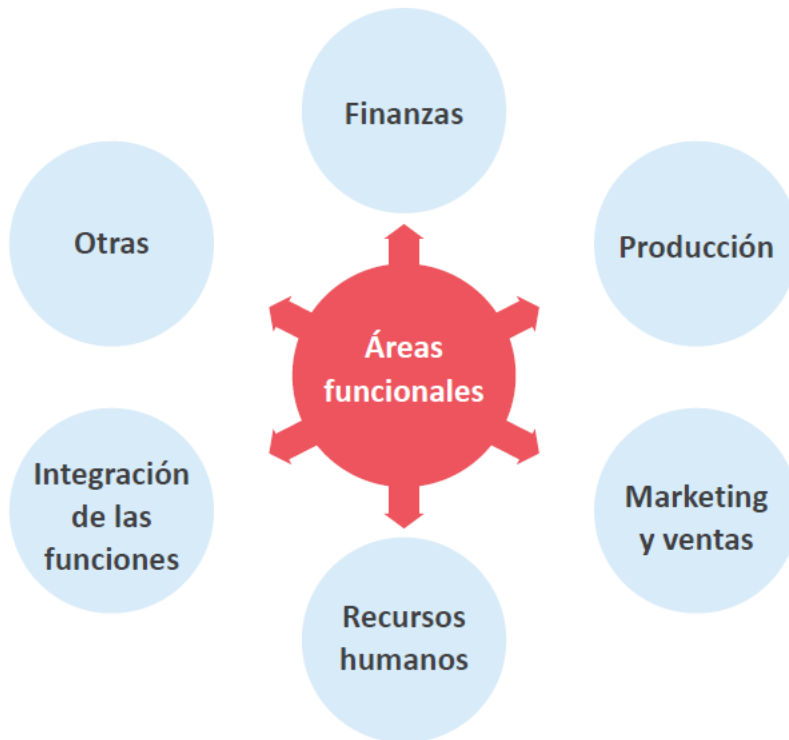 Finanzas
Otras
Producción
Áreas
funcionales
Integración
de las
funciones
Marketing
y ventas
Recursos
humanos